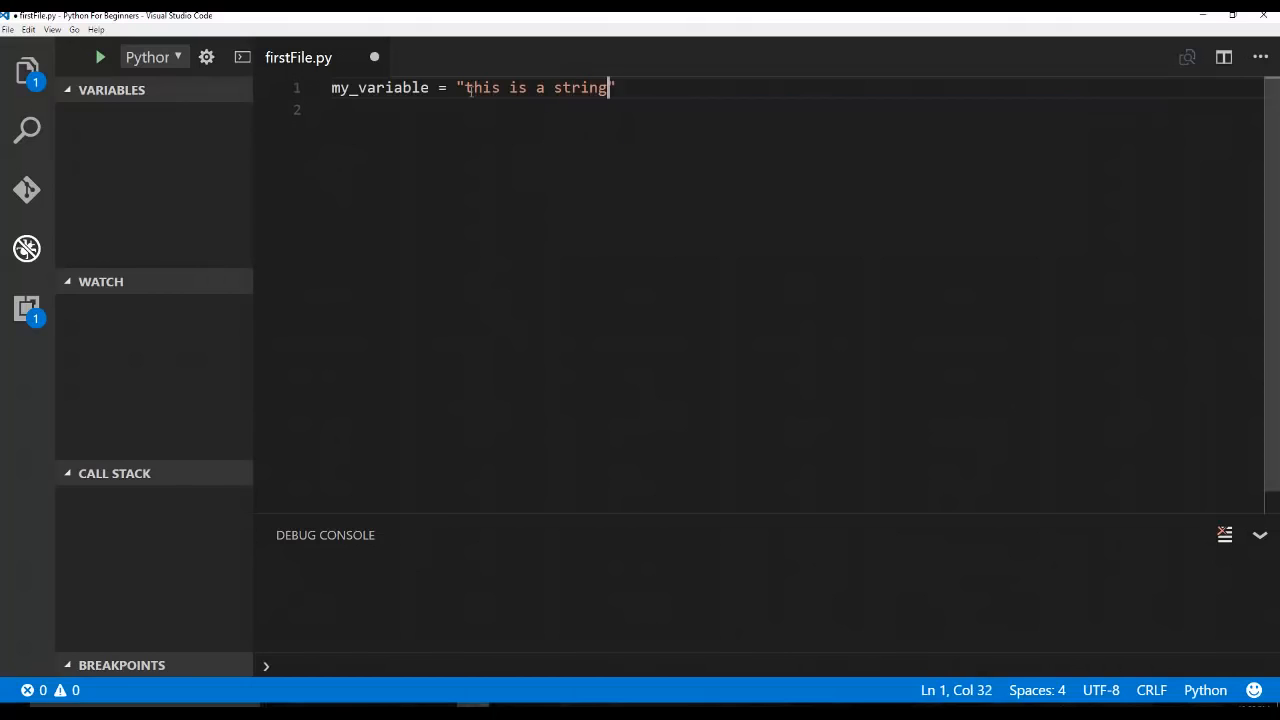 ● firstFile.py - Python For Beginners - Visual Studio Code
File Edit View Go Help
Python
firstFile.py
1 my_variable = "this is a string"
2
1
VARIABLES
WATCH
1
CALL STACK
DEBUG CONSOLE
BREAKPOINTS
0 0 Ln 1, Col 32 Spaces: 4 UTF-8 CRLF Python